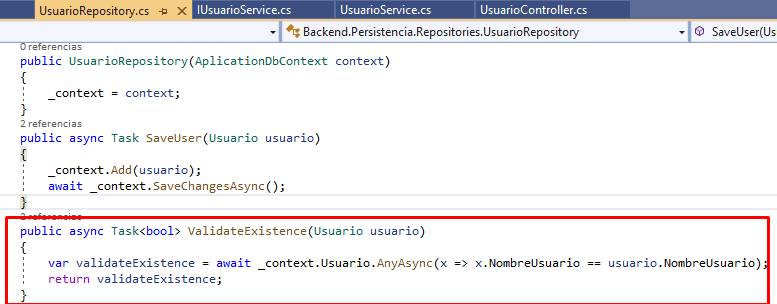 UsuarioRepository.cs
IUsuarioService.cs
UsuarioService.cs
UsuarioController.cs
Backend.Persistencia.Repositories.UsuarioRepository
SaveUser(Us
0 referencias
public UsuarioRepository(AplicationDbContext context)
{
_context = context;
}
2 referencias
public async Task SaveUser(Usuario usuario)
{
_context.Add(usuario);
await _context.SaveChangesAsync();
}
2 referencias
public async Task<bool> ValidateExistence(Usuario usuario)
{
var validateExistence = await _context.Usuario.AnyAsync(x => x.NombreUsuario == usuario.NombreUsuario);
return validateExistence;
}